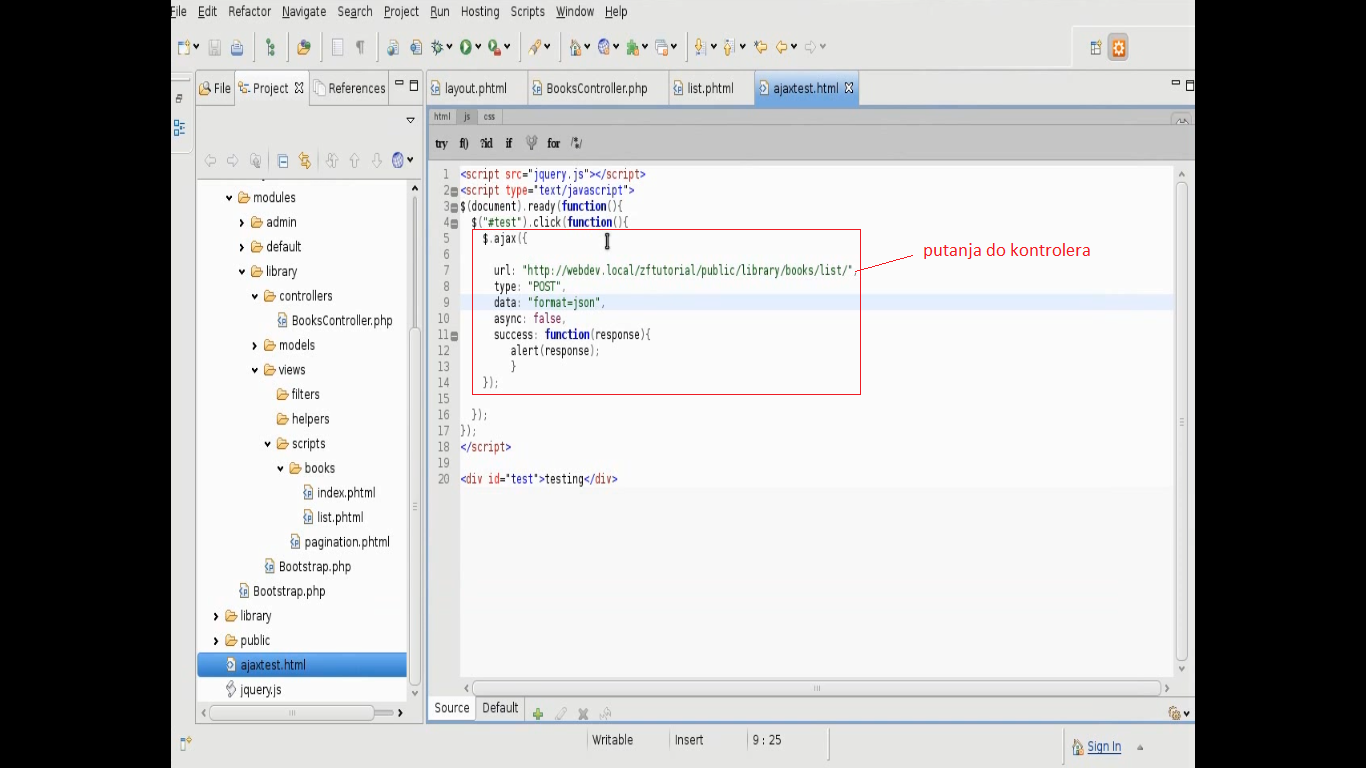 File Edit Refactor Navigate Search Project Run Hosting Scripts Window Help
File Project References
layout.phtml BooksController.php list.phtml ajaxtest.html
html js css
try f() ?id if for /*/
modules
admin
default
library
controllers
BooksController.php
models
views
filters
helpers
scripts
books
index.phtml
list.phtml
pagination.phtml
Bootstrap.php
Bootstrap.php
library
public
ajaxtest.html
jquery.js
1 <script src="jquery.js"></script>
2 <script type="text/javascript">
3 $(document).ready(function(){
4 $("#test").click(function(){
5 $.ajax({
6
7 url: "http://webdev.local/zftutorial/public/library/books/list/",
8 type: "POST",
9 data: "format=json",
10 async: false,
11 success: function(response){
12 alert(response);
13 }
14 });
15
16 });
17 });
18 </script>
19
20 <div id="test">testing</div>
putanja do kontrolera
Source Default
Writable Insert 9 : 25 Sign In